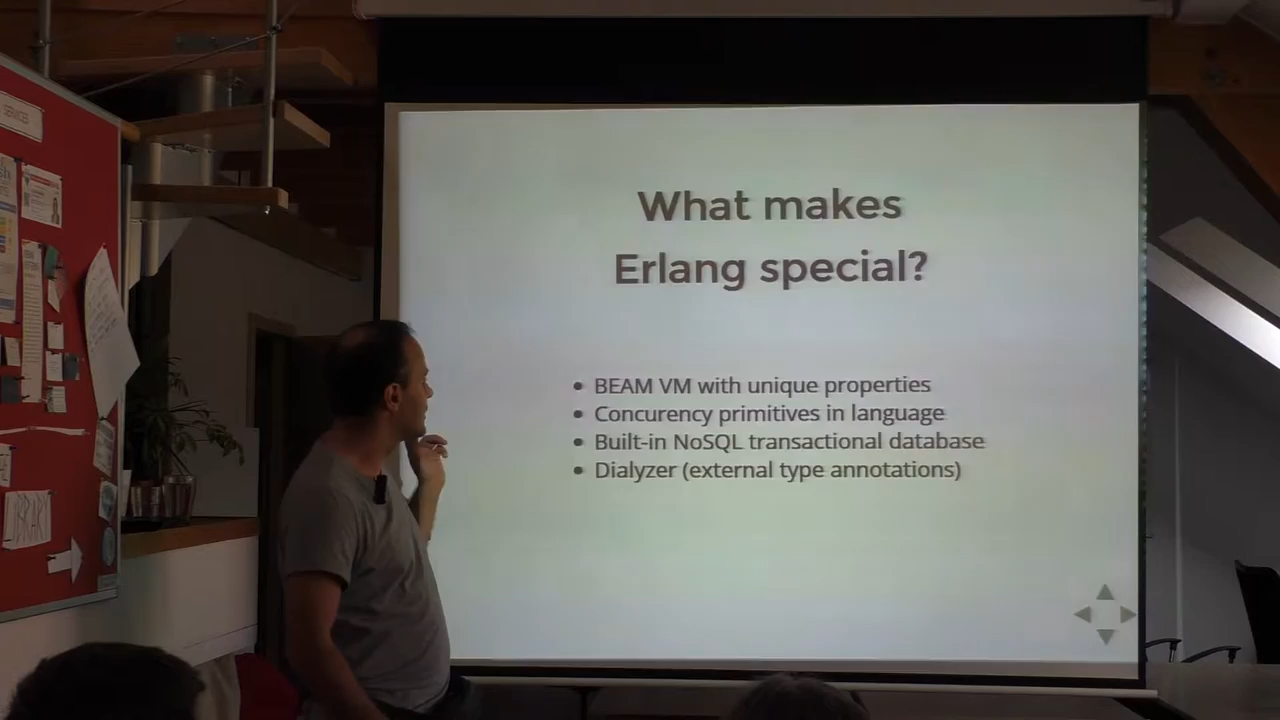 SERVICES
What makes
Erlang special?
• BEAM VM with unique properties
• Concurency primitives in language
• Built-in NoSQL transactional database
• Dialyzer (external type annotations)